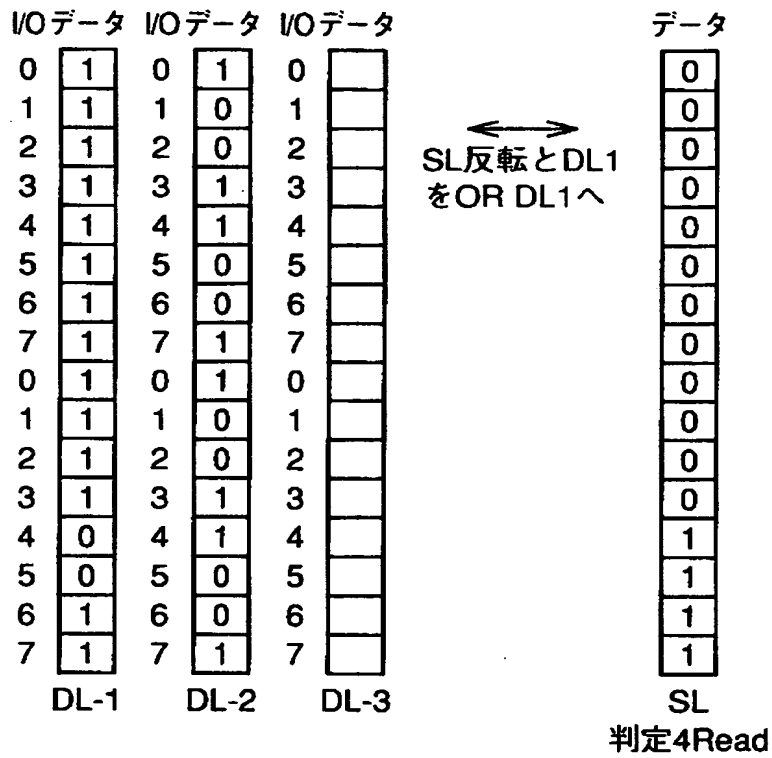 I/Oデータ I/Oデータ I/Oデータ データ
0 1 0 1 0 0
1 1 1 0 1 0
2 1 2 0 2 0
3 1 3 1 3 0
4 1 4 1 4 0
5 1 5 0 5 0
6 1 6 0 6 0
7 1 7 1 7 0
0 1 0 1 0 0
1 1 1 0 1 0
2 1 2 0 2 0
3 1 3 1 3 0
4 0 4 1 4 1
5 0 5 0 5 1
6 1 6 0 6 1
7 1 7 1 7 1
SL反転とDL1
をOR DL1へ
DL-1 DL-2 DL-3 SL
判定4Read